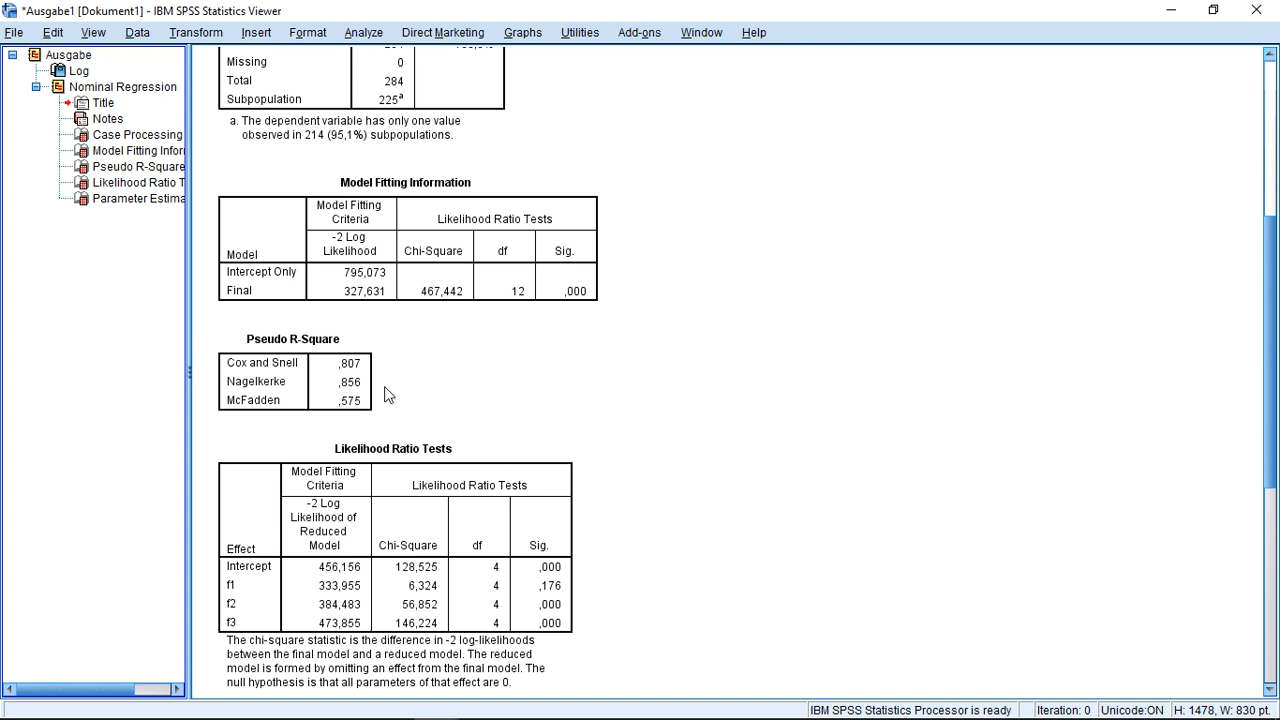 *Ausgabe1 [Dokument1] - IBM SPSS Statistics Viewer
File Edit View Data Transform Insert Format Analyze Direct Marketing Graphs Utilities Add-ons Window Help
Ausgabe
Log
Nominal Regression
Title
Notes
Case Processing
Model Fitting Infor
Pseudo R-Square
Likelihood Ratio T
Parameter Estima
Missing 0
Total 284
Subpopulation 225a
a. The dependent variable has only one value
observed in 214 (95,1%) subpopulations.
Model Fitting Information
Model Fitting
Criteria
Likelihood Ratio Tests
-2 Log
Likelihood
Model Chi-Square df Sig.
Intercept Only 795,073
Final 327,631 467,442 12 ,000
Pseudo R-Square
Cox and Snell ,807
Nagelkerke ,856
McFadden ,575
Likelihood Ratio Tests
Model Fitting
Criteria
Likelihood Ratio Tests
-2 Log
Likelihood of
Reduced
Model
Effect Chi-Square df Sig.
Intercept 456,156 128,525 4 ,000
f1 333,955 6,324 4 ,176
f2 384,483 56,852 4 ,000
f3 473,855 146,224 4 ,000
The chi-square statistic is the difference in -2 log-likelihoods
between the final model and a reduced model. The reduced
model is formed by omitting an effect from the final model. The
null hypothesis is that all parameters of that effect are 0.
IBM SPSS Statistics Processor is ready Iteration: 0 Unicode:ON H: 1478, W: 830 pt.